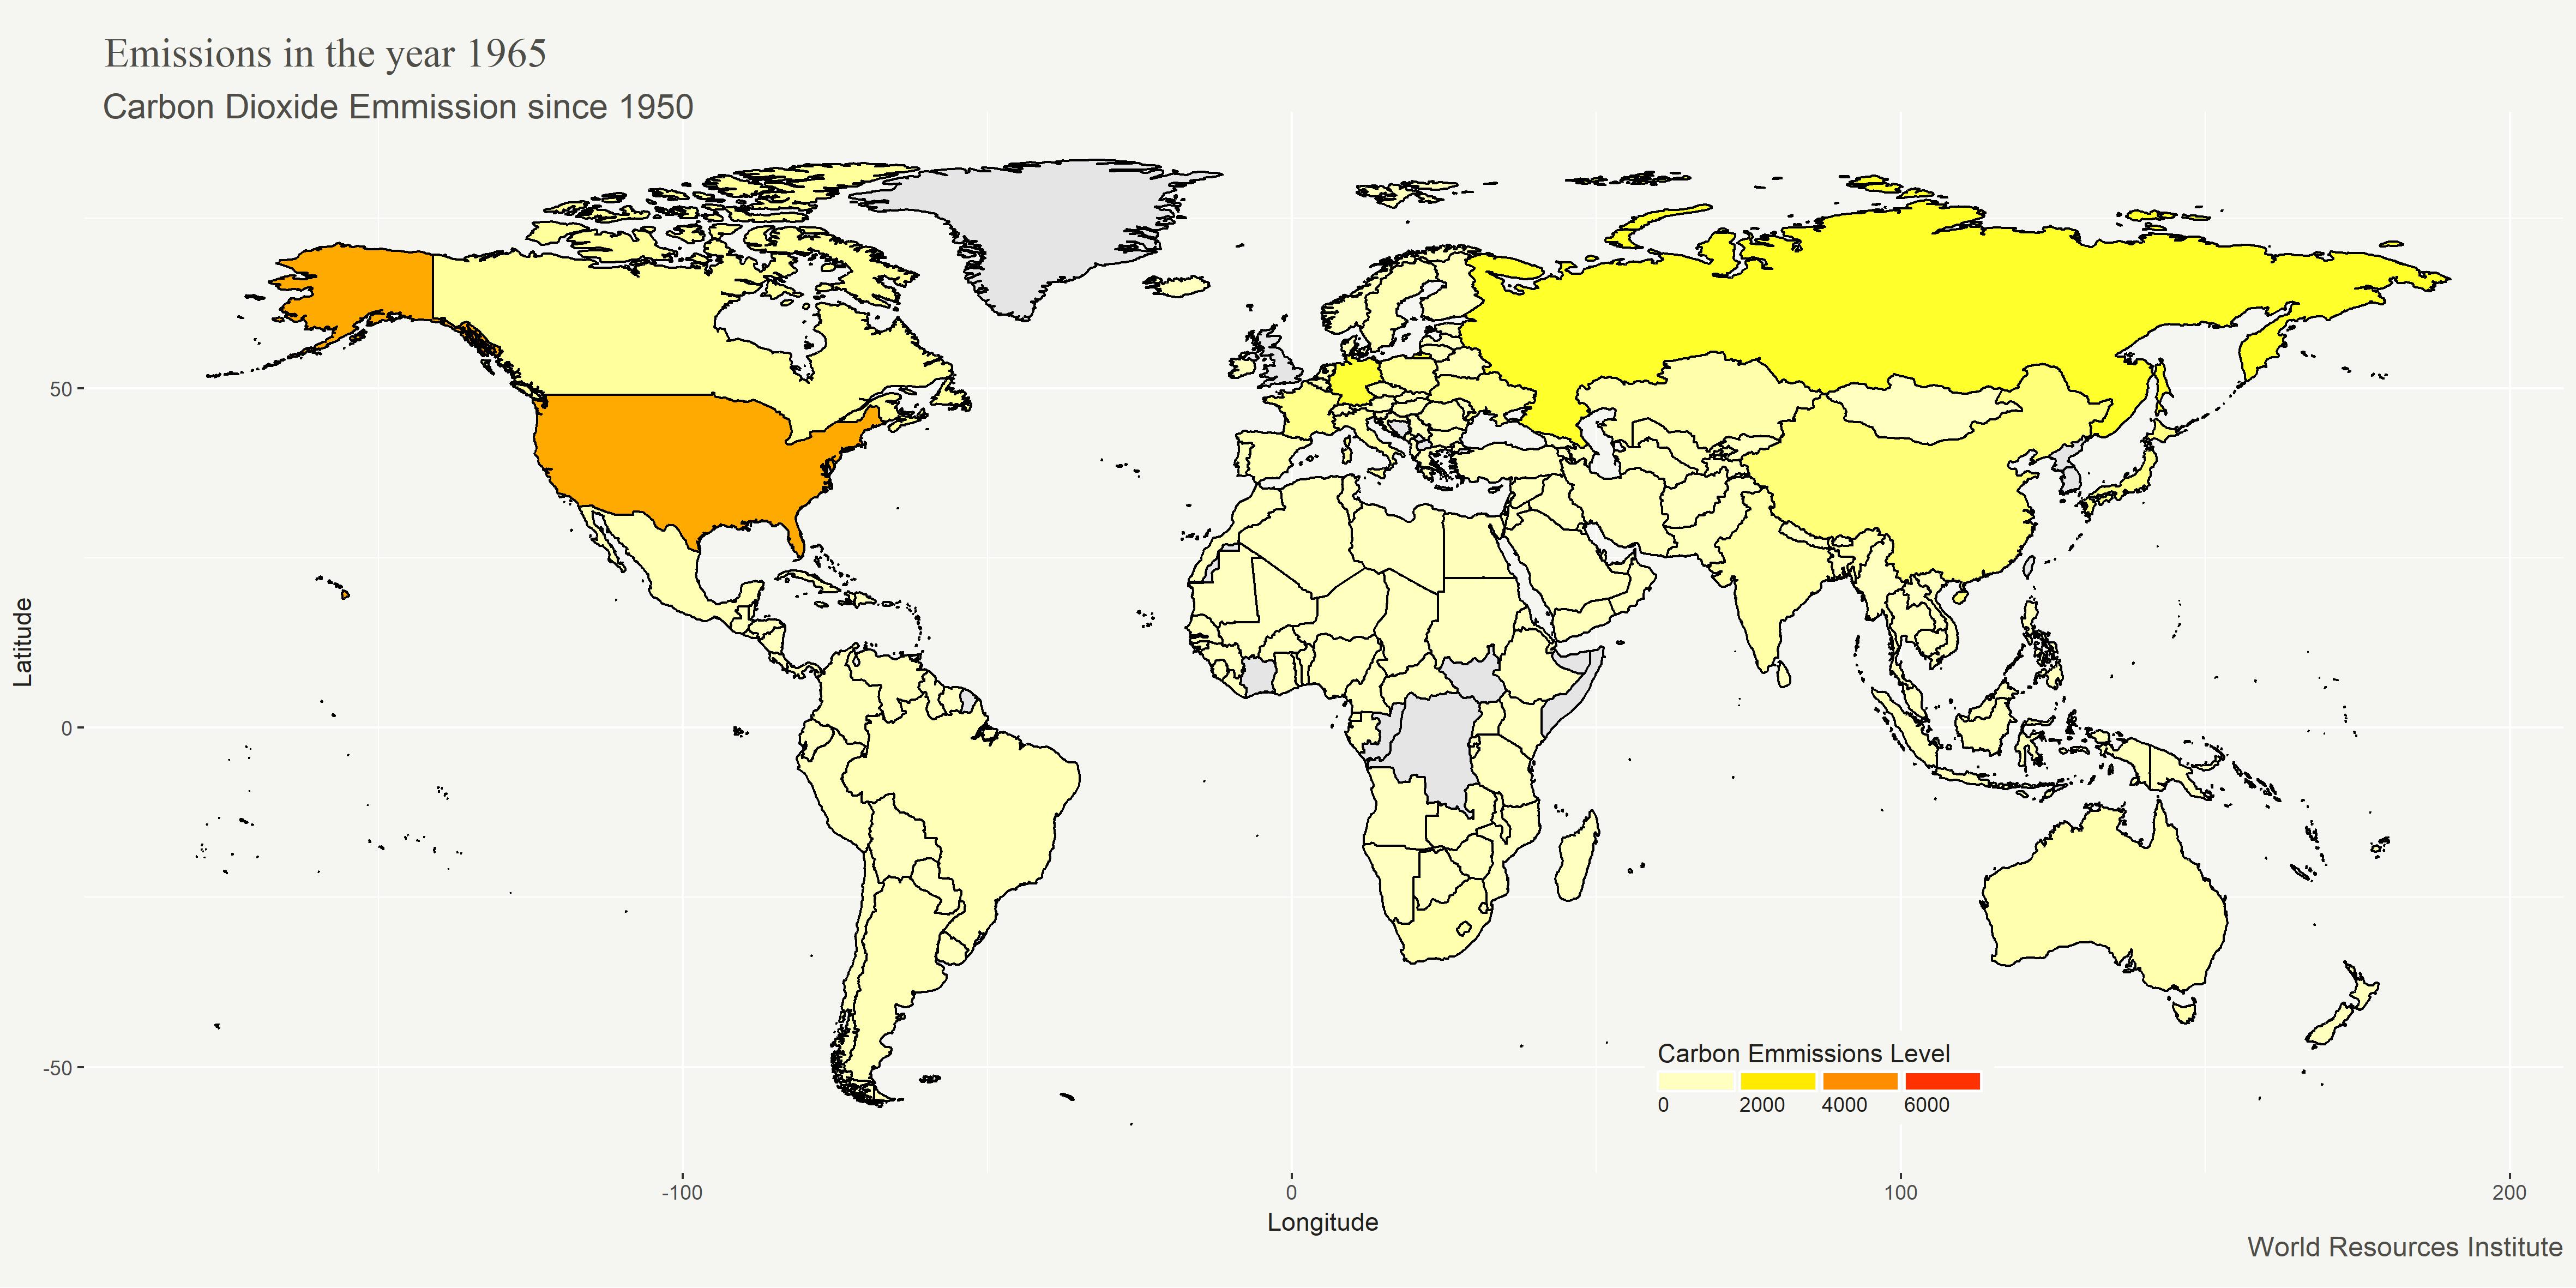 Emissions in the year 1965
Carbon Dioxide Emmission since 1950
50
0
-50
Latitude
Carbon Emmissions Level
0 2000 4000 6000
-100 0 100 200
Longitude
World Resources Institute